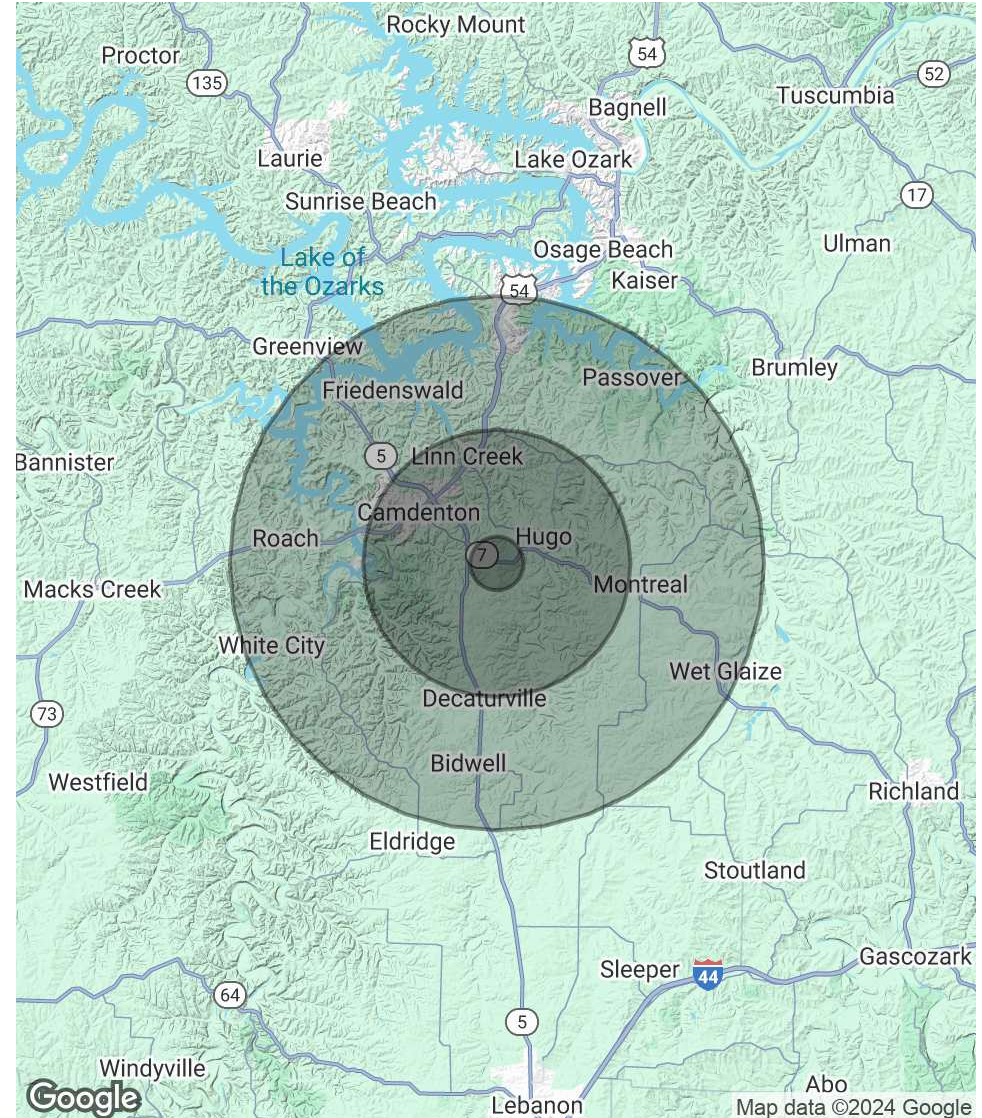 Rocky Mount
Proctor
54
135
52
Tuscumbia
Bagnell
Laurie
Lake Ozark
Sunrise Beach
17
Ulman
Osage Beach
Lake of
the Ozarks
Kaiser
54
Greenview
Brumley
Passover
Friedenswald
Bannister
5
Linn Creek
Camdenton
Roach
Hugo
7
Macks Creek
Montreal
White City
Wet Glaize
Decaturville
73
Bidwell
Westfield
Richland
Eldridge
Stoutland
Gascozark
Sleeper
44
64
5
Windyville
Abo
Lebanon
Google
Map data ©2024 Google